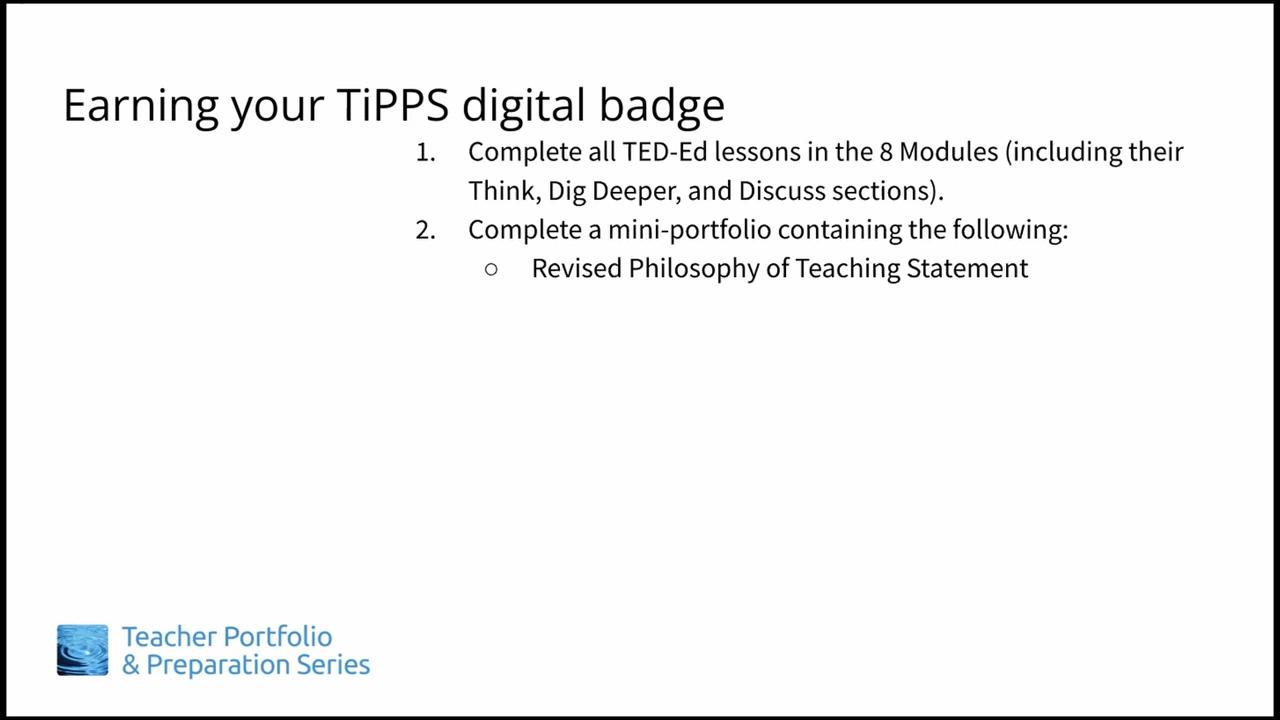 Earning your TiPPS digital badge
1. Complete all TED-Ed lessons in the 8 Modules (including their
Think, Dig Deeper, and Discuss sections).
2. Complete a mini-portfolio containing the following:
○ Revised Philosophy of Teaching Statement
Teacher Portfolio
& Preparation Series